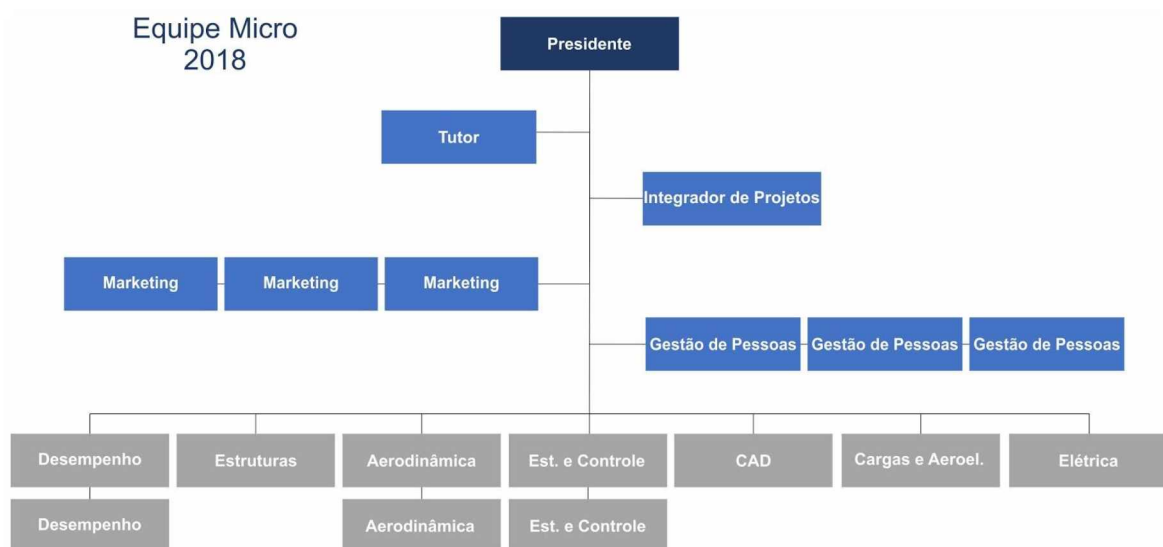 Equipe Micro
2018
Presidente
Tutor
Integrador de Projetos
Marketing
Marketing
Marketing
Gestão de Pessoas
Gestão de Pessoas
Gestão de Pessoas
Desempenho
Estruturas
Aerodinâmica
Est. e Controle
CAD
Cargas e Aeroel.
Elétrica
Desempenho
Aerodinâmica
Est. e Controle